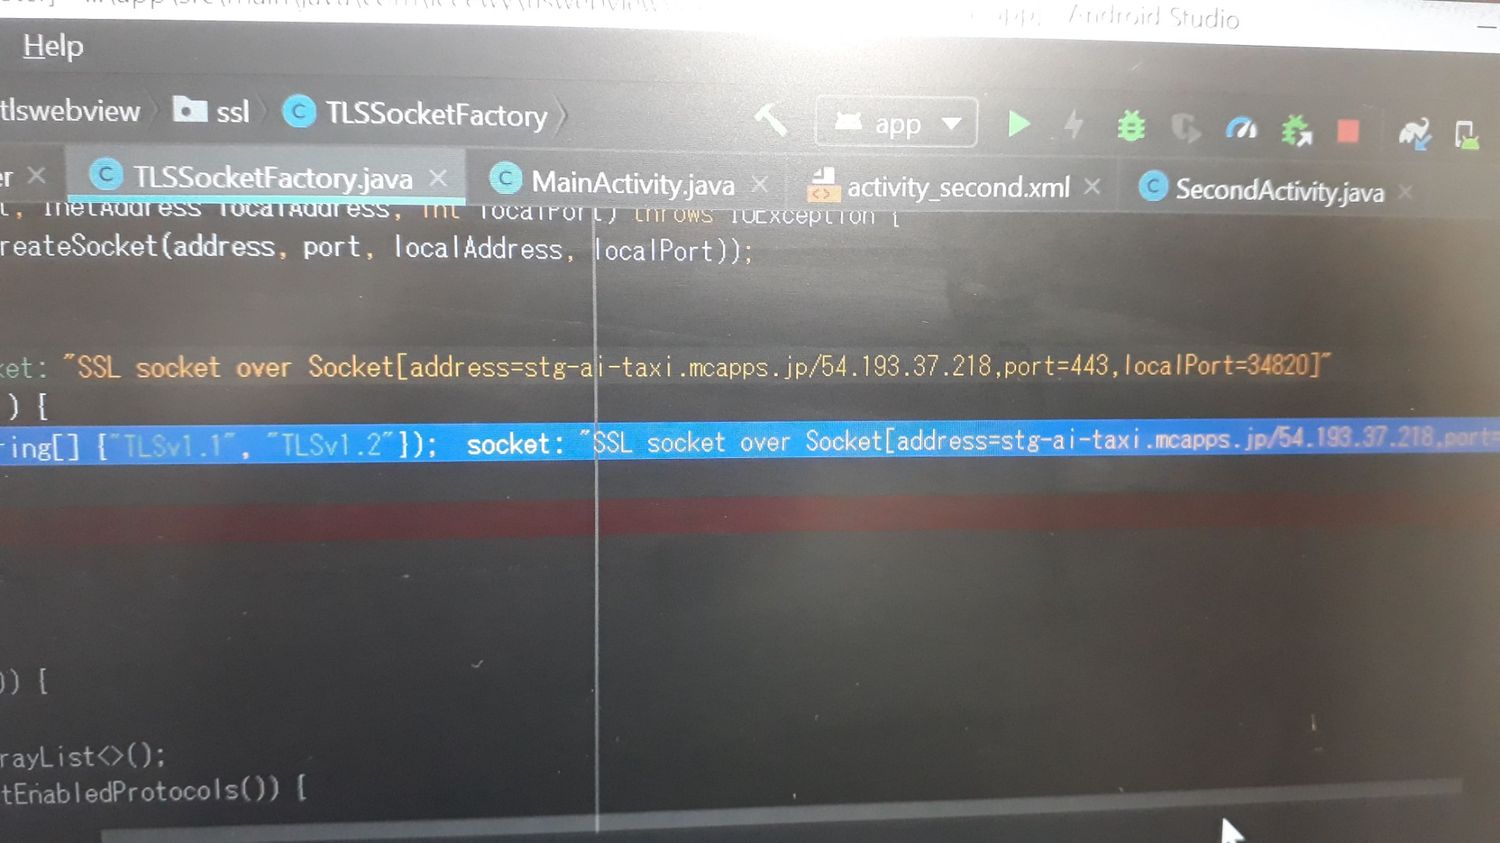 Android Studio
Help
tlswebview ssl TLSSocketFactory app
er TLSSocketFactory.java MainActivity.java activity_second.xml SecondActivity.java
t, InetAddress localAddress, int localPort) throws IOException {
reateSocket(address, port, localAddress, localPort));
ket: "SSL socket over Socket[address=stg-ai-taxi.mcapps.jp/54.193.37.218,port=443,localPort=34820]"
) {
ing[] {"TLSv1.1", "TLSv1.2"}); socket: "SSL socket over Socket[address=stg-ai-taxi.mcapps.jp/54.193.37.218,port=
)) {
rayList<>();
tEnabledProtocols()) {